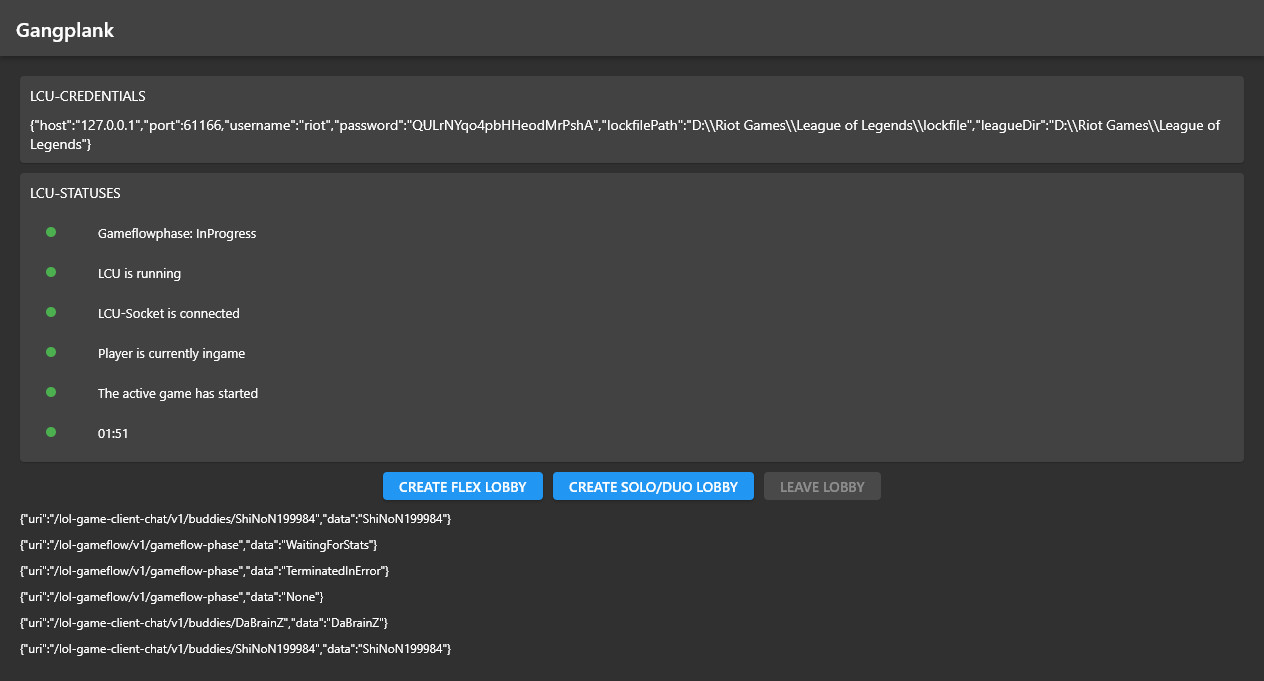 Gangplank
LCU-CREDENTIALS
{"host":"127.0.0.1","port":61166,"username":"riot","password":"QULrNYqo4pbHHeodMrPshA","lockfilePath":"D:\\Riot Games\\League of Legends\\lockfile","leagueDir":"D:\\Riot Games\\League of
Legends"}
LCU-STATUSES
Gameflowphase: InProgress
LCU is running
LCU-Socket is connected
Player is currently ingame
The active game has started
01:51
CREATE FLEX LOBBY CREATE SOLO/DUO LOBBY LEAVE LOBBY
{"uri":"/lol-game-client-chat/v1/buddies/ShiNoN199984","data":"ShiNoN199984"}
{"uri":"/lol-gameflow/v1/gameflow-phase","data":"WaitingForStats"}
{"uri":"/lol-gameflow/v1/gameflow-phase","data":"TerminatedInError"}
{"uri":"/lol-gameflow/v1/gameflow-phase","data":"None"}
{"uri":"/lol-game-client-chat/v1/buddies/DaBrainZ","data":"DaBrainZ"}
{"uri":"/lol-game-client-chat/v1/buddies/ShiNoN199984","data":"ShiNoN199984"}